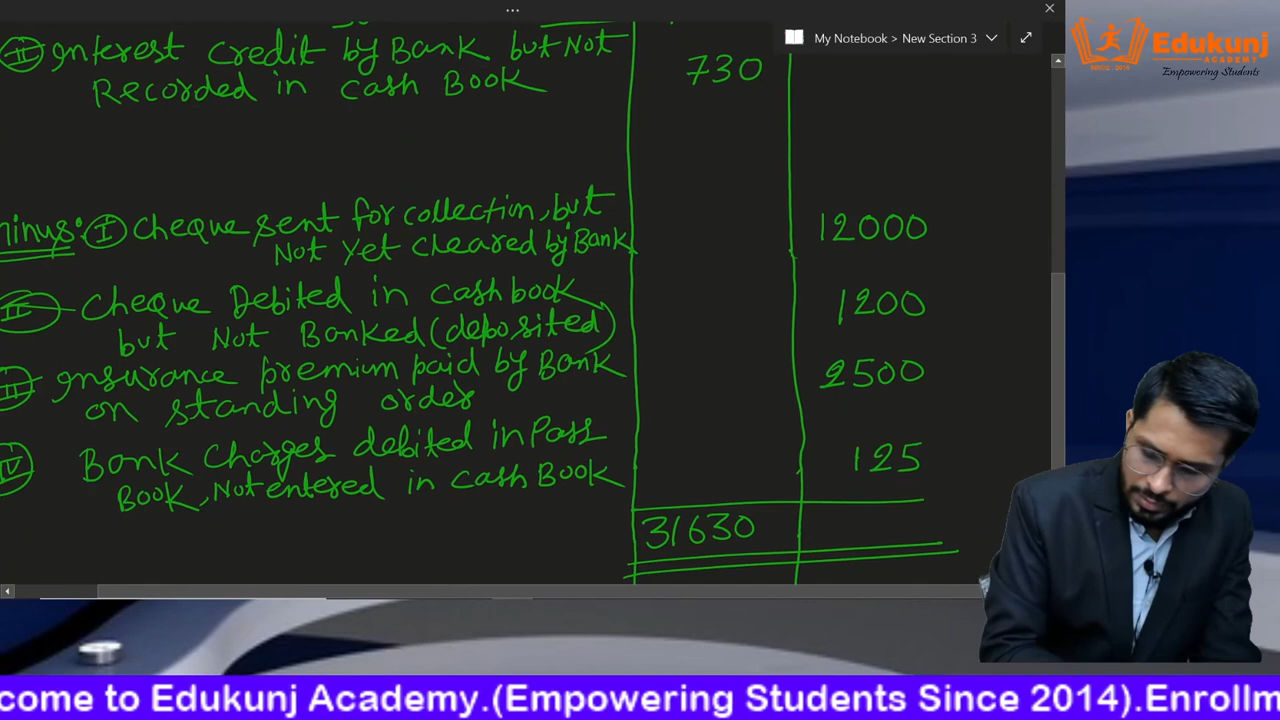 ...
My Notebook > New Section 3
Edukunj
ACADEMY
SINCE : 2014
Empowering Students
II Interest credit by Bank but Not
Recorded in cash Book
730
minus: I Cheque sent for collection, but
Not Yet cleared by Bank
12000
II Cheque Debited in cash book
but Not Banked (deposited)
1200
III Insurance premium paid by Bank
on standing order
2500
IV Bank charges debited in Pass
Book, Not entered in cash Book
125
31630
come to Edukunj Academy.(Empowering Students Since 2014).Enrollm